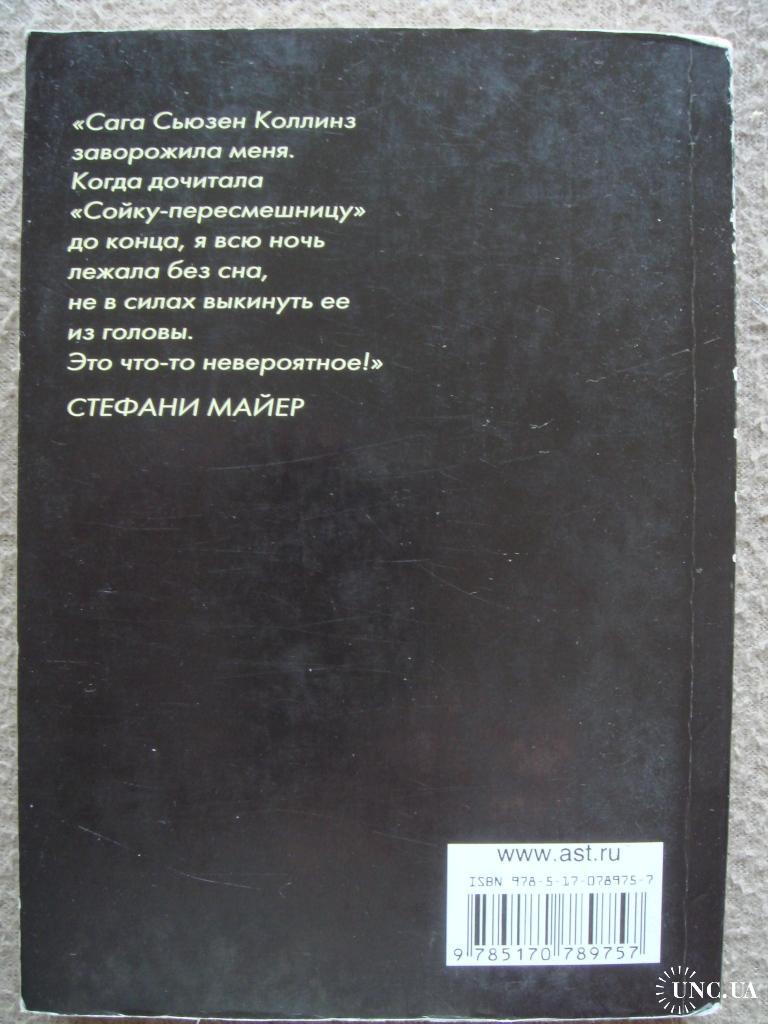 «Сага Сьюзен Коллинз
заворожила меня.
Когда дочитала
«Сойку-пересмешницу»
до конца, я всю ночь
лежала без сна,
не в силах выкинуть ее
из головы.
Это что-то невероятное!»
СТЕФАНИ МАЙЕР
www.ast.ru
ISBN 978-5-17-078975-7
9 785170 789757
UNC.UA